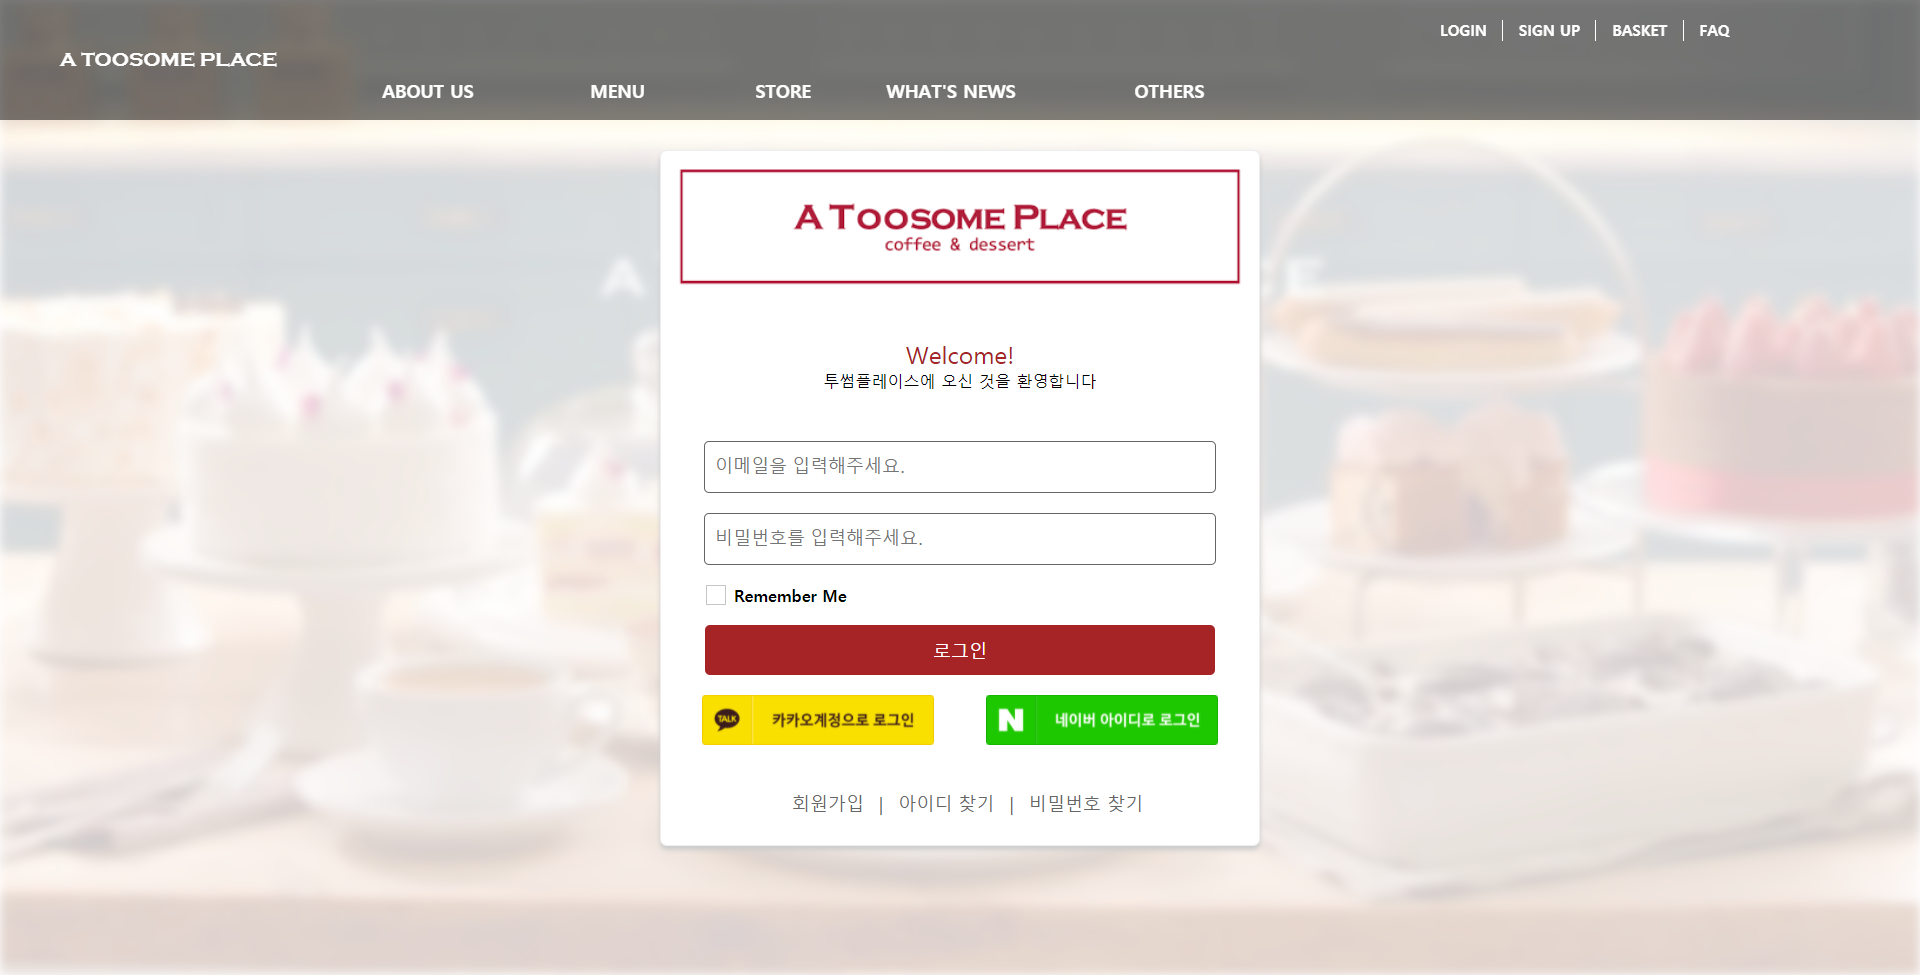 LOGIN
SIGN UP
BASKET
FAQ
A TOOSOME PLACE
ABOUT US
MENU
STORE
WHAT'S NEWS
OTHERS
A TOOSOME PLACE
coffee & dessert
A
E
Welcome!
투썸플레이스에 오신 것을 환영합니다
이메일을 입력해주세요.
비밀번호를 입력해주세요.
Remember Me
로그인
TALK 카카오계정으로 로그인
N 네이버 아이디로 로그인
회원가입 | 아이디 찾기 | 비밀번호 찾기